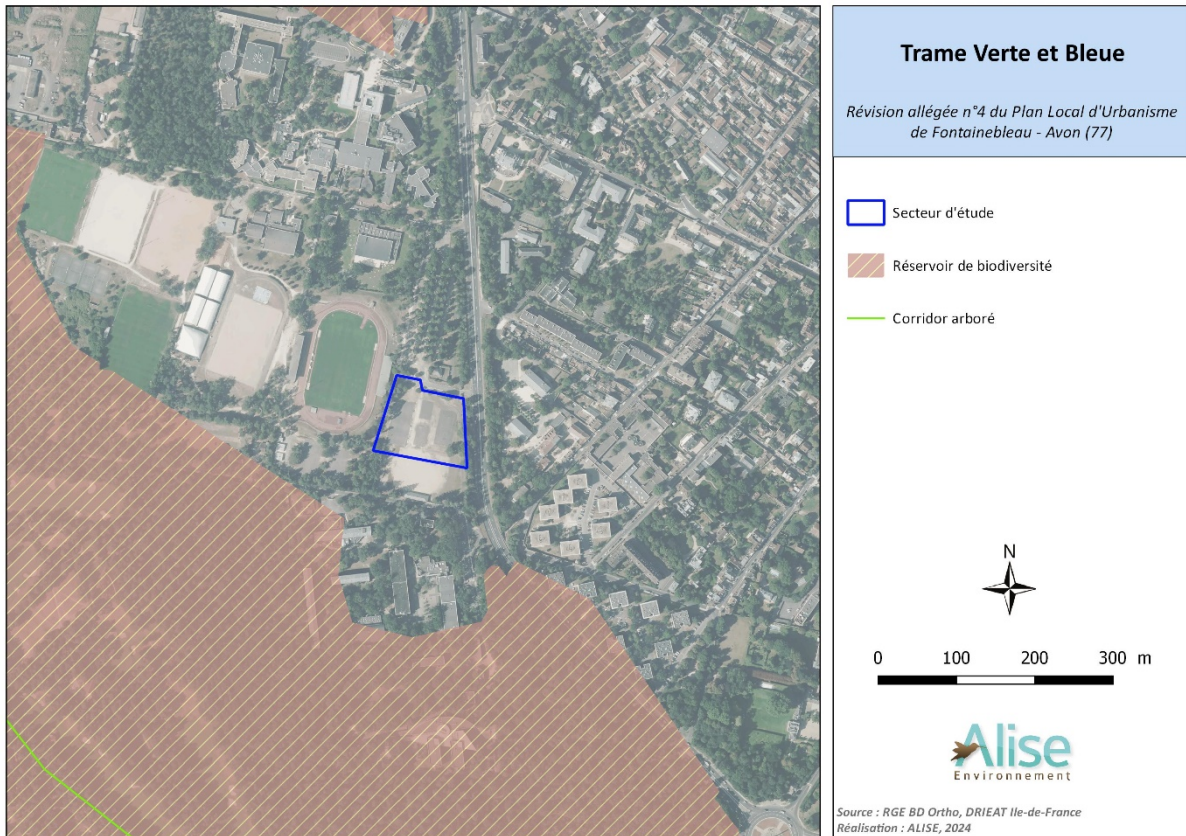 Trame Verte et Bleue
Révision allégée n°4 du Plan Local d'Urbanisme
de Fontainebleau - Avon (77)
Secteur d'étude
Réservoir de biodiversité
Corridor arboré
N
0 100 200 300 m
Alise
Environnement
Source : RGE BD Ortho, DRIEAT Ile-de-France
Réalisation : ALISE, 2024